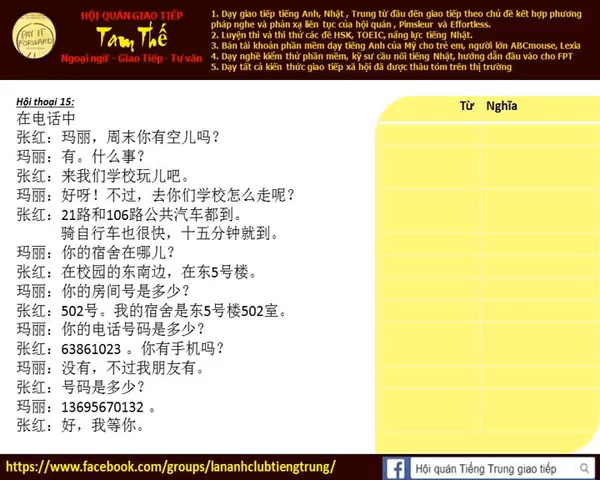 PAY IT FORWARD
HỘI QUÁN GIAO TIẾP
Tam Thế
Ngoại ngữ - Giao Tiếp - Tư vấn
1. Dạy giao tiếp tiếng Anh, Nhật , Trung từ đầu đến giao tiếp theo chủ đề kết hợp phương
pháp nghe và phản xạ liên tục của hội quán , Pimsleur và Effortless.
2. Luyện thi và thi thử các đề HSK, TOEIC, năng lực tiếng Nhật.
3. Bán tài khoản phần mềm dạy tiếng Anh của Mỹ cho trẻ em, người lớn ABCmouse, Lexia
4. Dạy nghề kiểm thử phần mềm, kỹ sư cầu nối tiếng Nhật, hướng dẫn đầu vào cho FPT
5. Dạy tất cả kiến thức giao tiếp xã hội đã được thâu tóm trên thị trường
Hội thoại 15:
在电话中
张红：玛丽，周末你有空儿吗？
玛丽：有。什么事？
张红：来我们学校玩儿吧。
玛丽：好呀！不过，去你们学校怎么走呢？
张红：21路和106路公共汽车都到。
骑自行车也很快，十五分钟就到。
玛丽：你的宿舍在哪儿？
张红：在校园的东南边，在东5号楼。
玛丽：你的房间号是多少？
张红：502号。我的宿舍是东5号楼502室。
玛丽：你的电话号码是多少？
张红：63861023 。你有手机吗？
玛丽：没有，不过我朋友有。
张红：号码是多少？
玛丽：13695670132 。
张红：好，我等你。
Từ Nghĩa
https://www.facebook.com/groups/lananhclubtiengtrung/
Hội quán Tiếng Trung giao tiếp